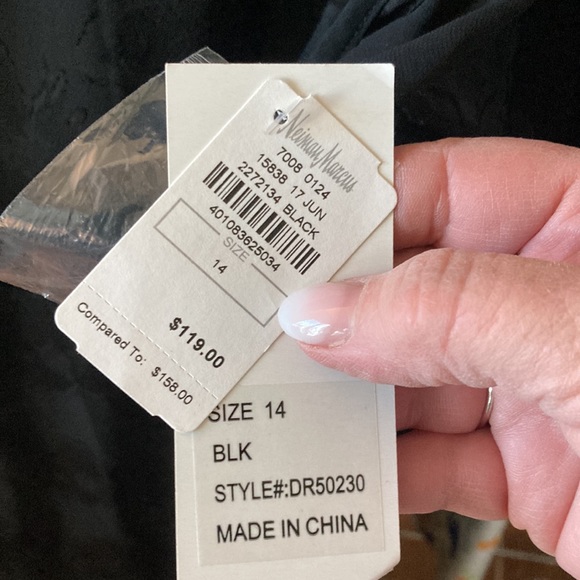 Neiman Marcus
7008 0124
15838 17 JUN
2272134 BLACK
401083625034
SIZE
14
$119.00
Compared To: $158.00
SIZE 14
BLK
STYLE#:DR50230
MADE IN CHINA